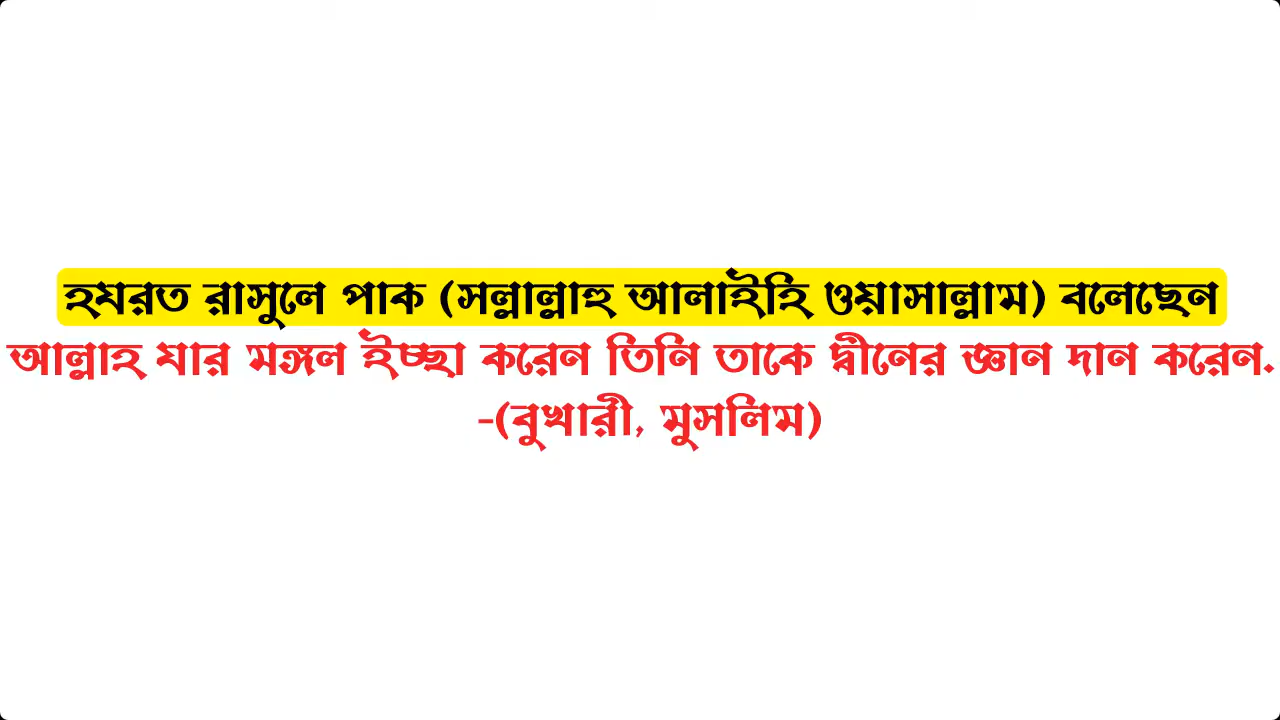 হযরত রাসুলে পাক (সল্লাল্লাহু আলাইহি ওয়াসাল্লাম) বলেছেন
আল্লাহ যার মঙ্গল ইচ্ছা করেন তিনি তাকে দ্বীনের জ্ঞান দান করেন.
-(বুখারী, মুসলিম)